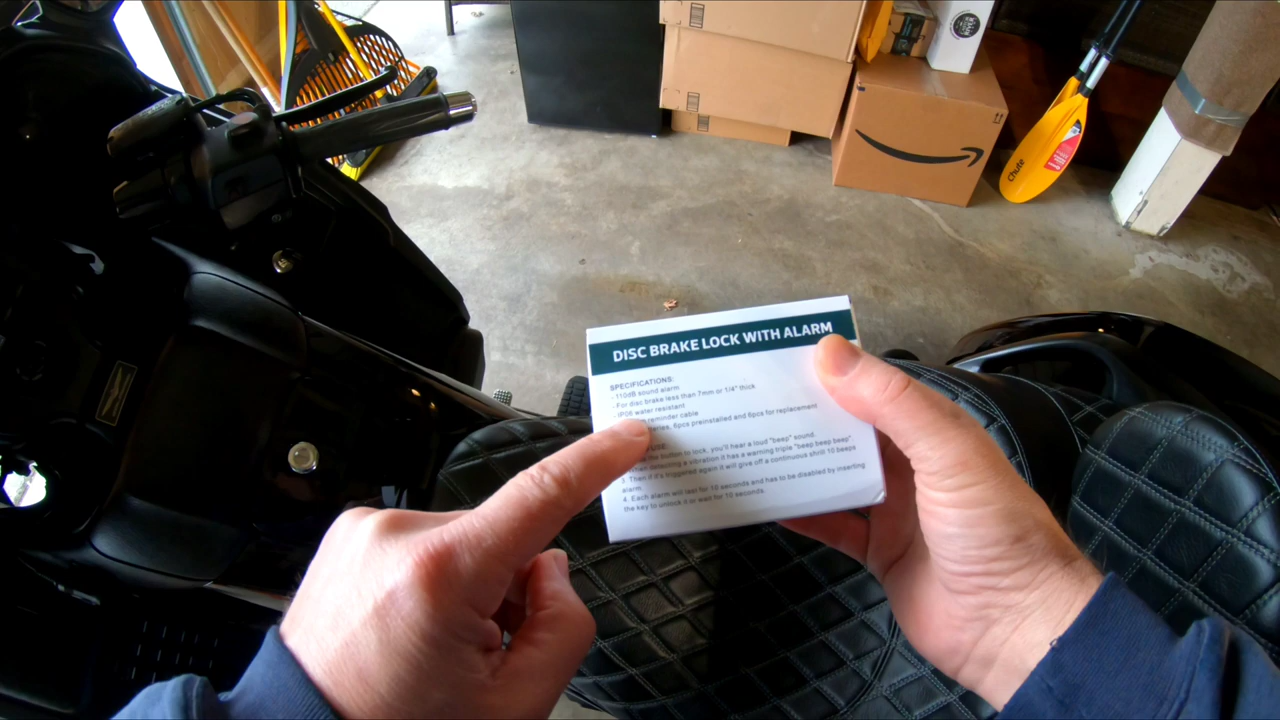 DISC BRAKE LOCK WITH ALARM
SPECIFICATIONS:
- 110dB sound alarm
- For disc brake less than 7mm or 1/4" thick
- IP06 water resistant
reminder cable
6pcs preinstalled and 6pcs for replacement
the button to lock, you'll hear a loud "beep" sound.
when detecting a vibration it has a warning triple "beep beep beep"
3. Then if it's triggered again it will give off a continuous shrill 10 beeps
alarm.
4. Each alarm will last for 10 seconds and has to be disabled by inserting
the key to unlock it or wait for 10 seconds.
Chute